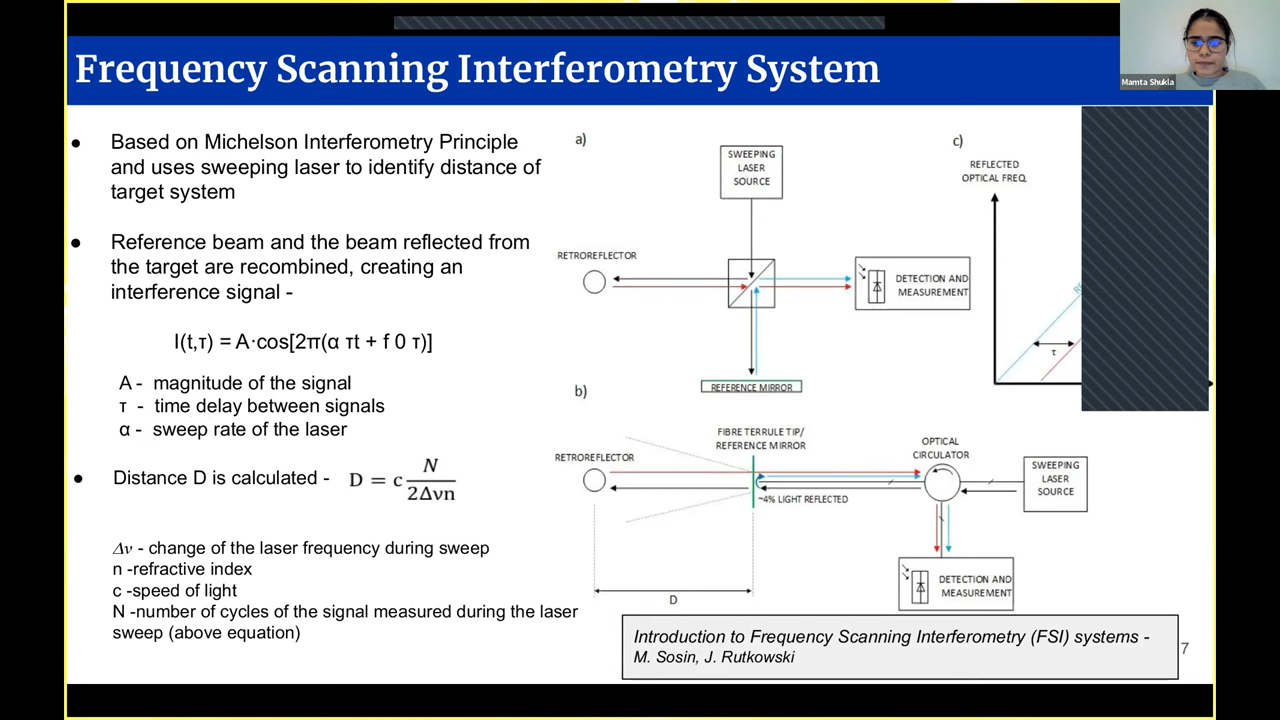 Mamta Shukla
Frequency Scanning Interferometry System
● Based on Michelson Interferometry Principle
and uses sweeping laser to identify distance of
target system
● Reference beam and the beam reflected from
the target are recombined, creating an
interference signal -
I(t,τ) = A·cos[2π(α τt + f 0 τ)]
A - magnitude of the signal
τ - time delay between signals
α - sweep rate of the laser
● Distance D is calculated - D = c N/2Δνn
Δν - change of the laser frequency during sweep
n -refractive index
c -speed of light
N -number of cycles of the signal measured during the laser
sweep (above equation)
a)
SWEEPING
LASER
SOURCE
RETROREFLECTOR
DETECTION AND
MEASUREMENT
REFERENCE MIRROR
c)
REFLECTED
OPTICAL FREQ.
τ
b)
FIBRE TERRULE TIP/
REFERENCE MIRROR
OPTICAL
CIRCULATOR
RETROREFLECTOR
SWEEPING
LASER
SOURCE
~4% LIGHT REFLECTED
DETECTION AND
MEASUREMENT
D
Introduction to Frequency Scanning Interferometry (FSI) systems -
M. Sosin, J. Rutkowski
7